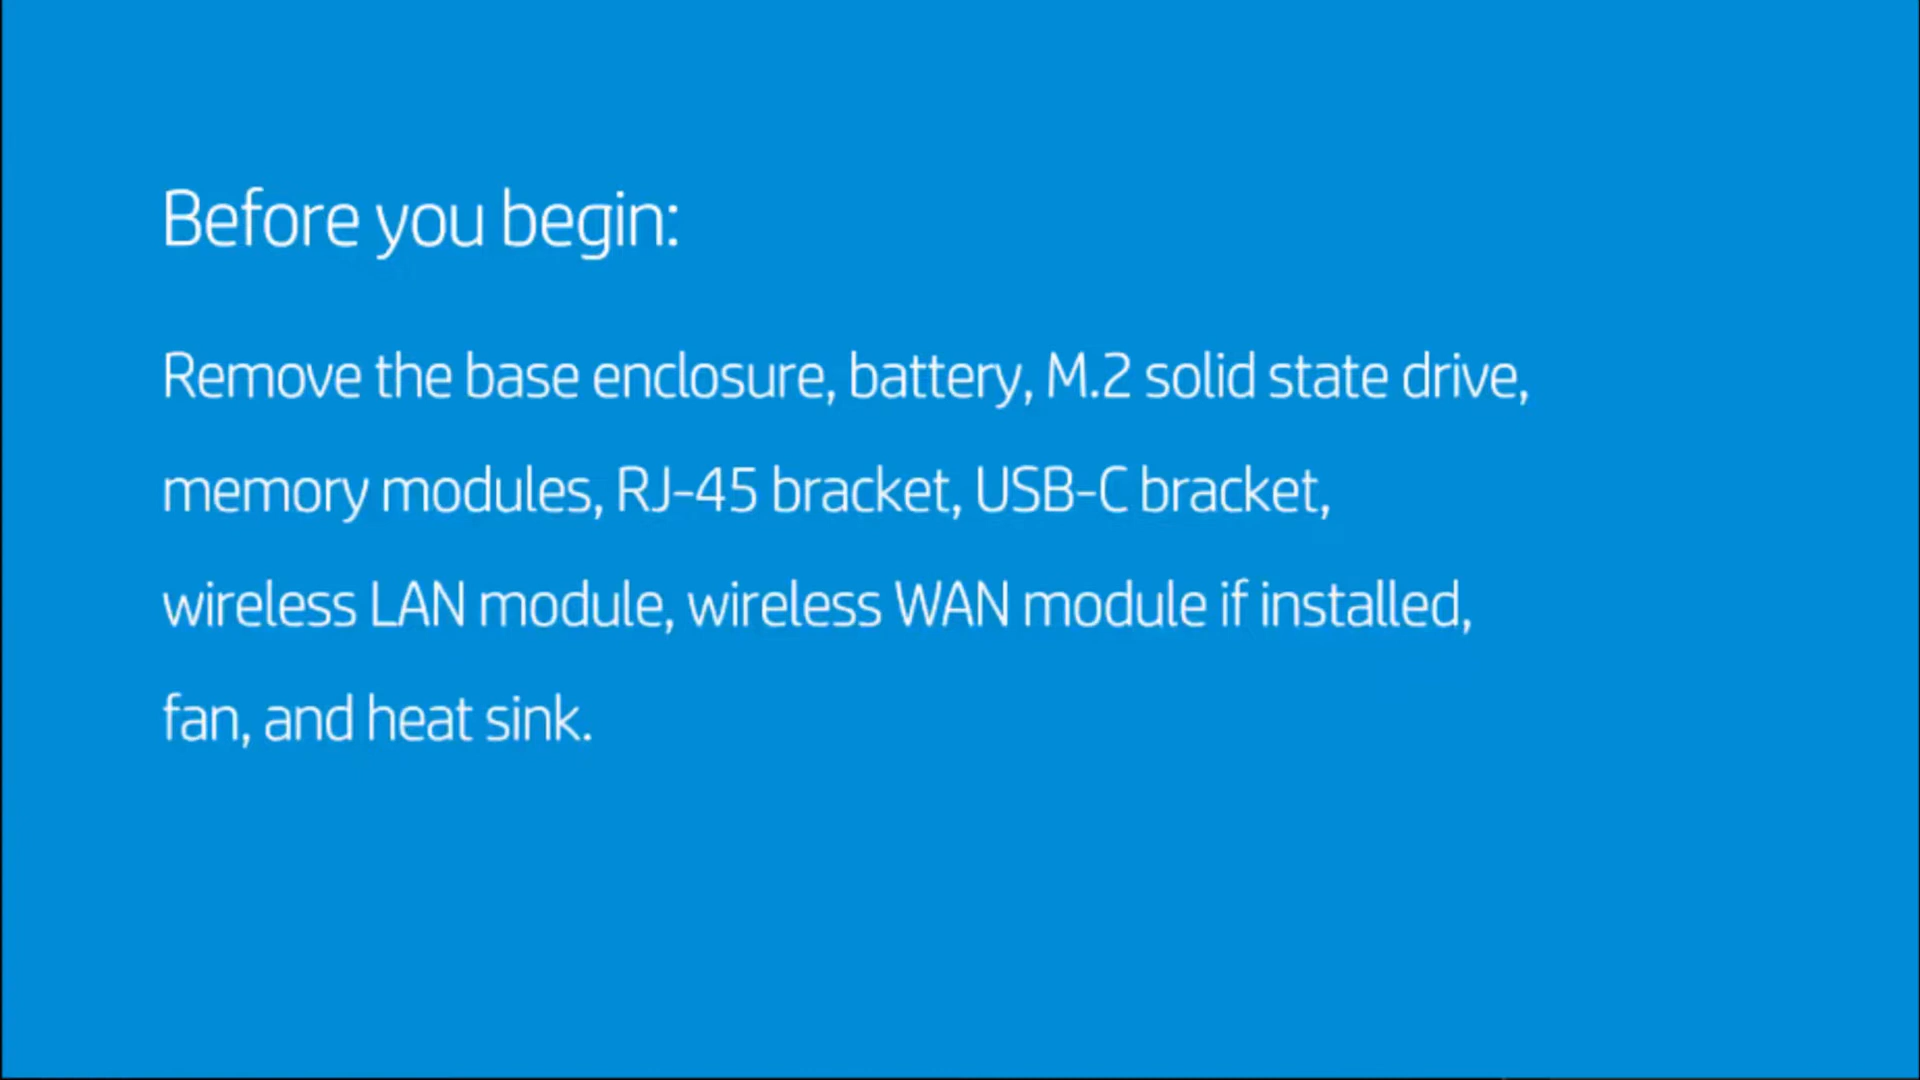 Before you begin:
Remove the base enclosure, battery, M.2 solid state drive,
memory modules, RJ-45 bracket, USB-C bracket,
wireless LAN module, wireless WAN module if installed,
fan, and heat sink.